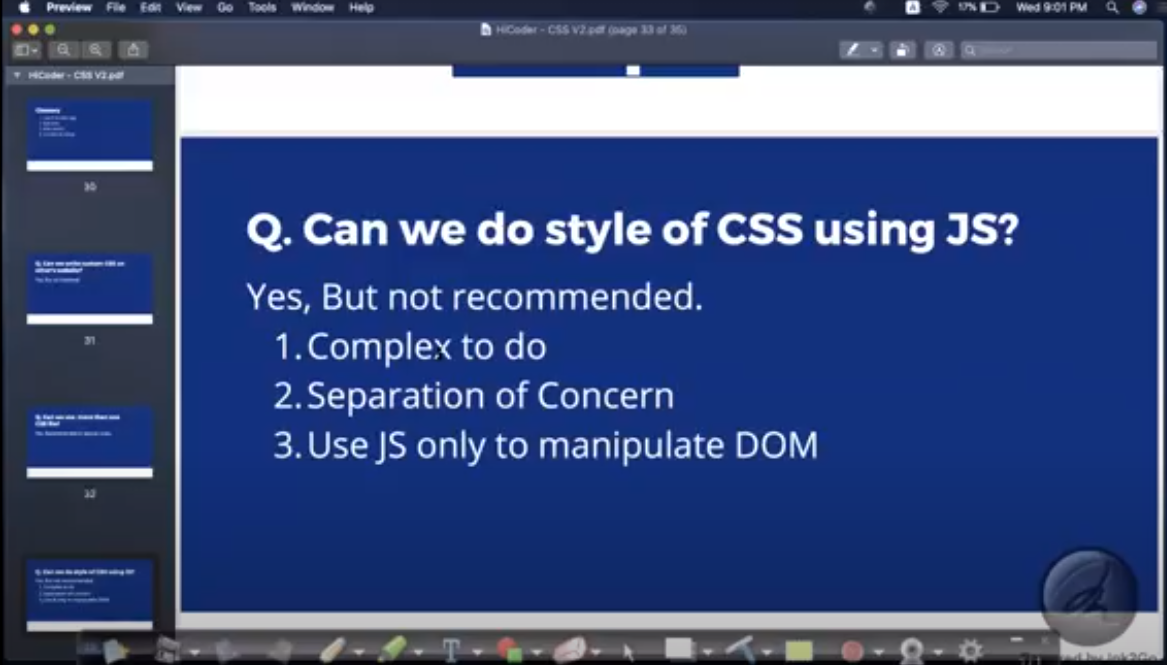 Preview File Edit View Go Tools Window Help
17% Wed 9:01 PM
HiCoder - CSS V2.pdf (page 33 of 35)
HiCoder - CSS V2.pdf
30
31
32
Q. Can we do style of CSS using JS?
Yes, But not recommended.
1. Complex to do
2. Separation of Concern
3. Use JS only to manipulate DOM